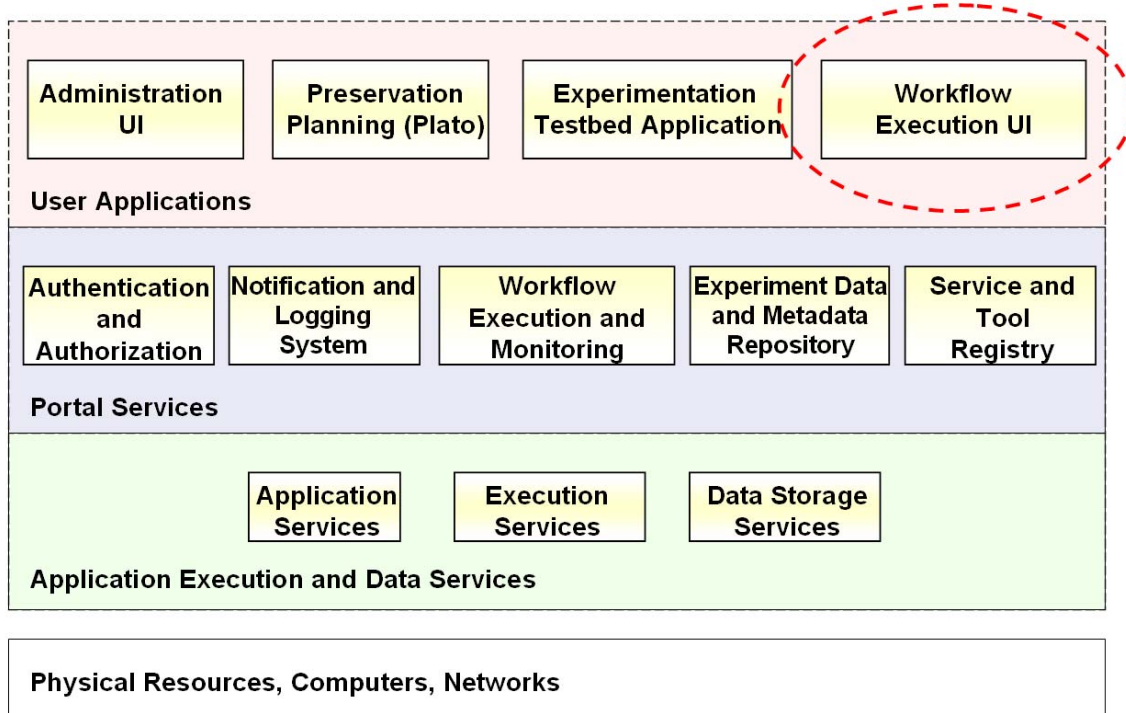 Administration
UI
Preservation
Planning (Plato)
Experimentation
Testbed Application
Workflow
Execution UI
User Applications
Authentication
and
Authorization
Notification and
Logging
System
Workflow
Execution and
Monitoring
Experiment Data
and Metadata
Repository
Service and
Tool
Registry
Portal Services
Application
Services
Execution
Services
Data Storage
Services
Application Execution and Data Services
Physical Resources, Computers, Networks